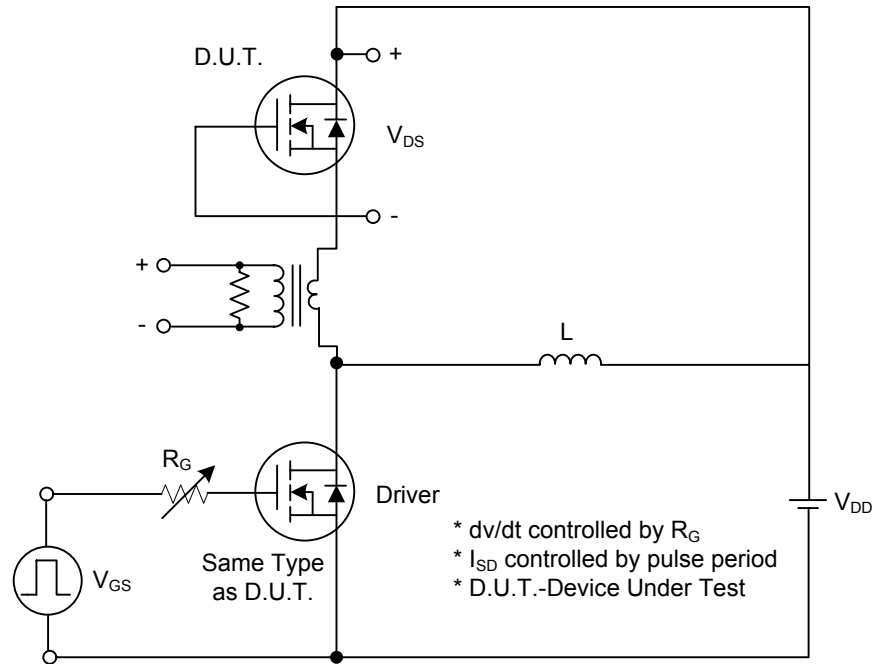 D.U.T.
+
V_DS
-
+
-
L
R_G
Driver
V_DD
V_GS
Same Type
as D.U.T.
* dv/dt controlled by R_G
* I_SD controlled by pulse period
* D.U.T.-Device Under Test